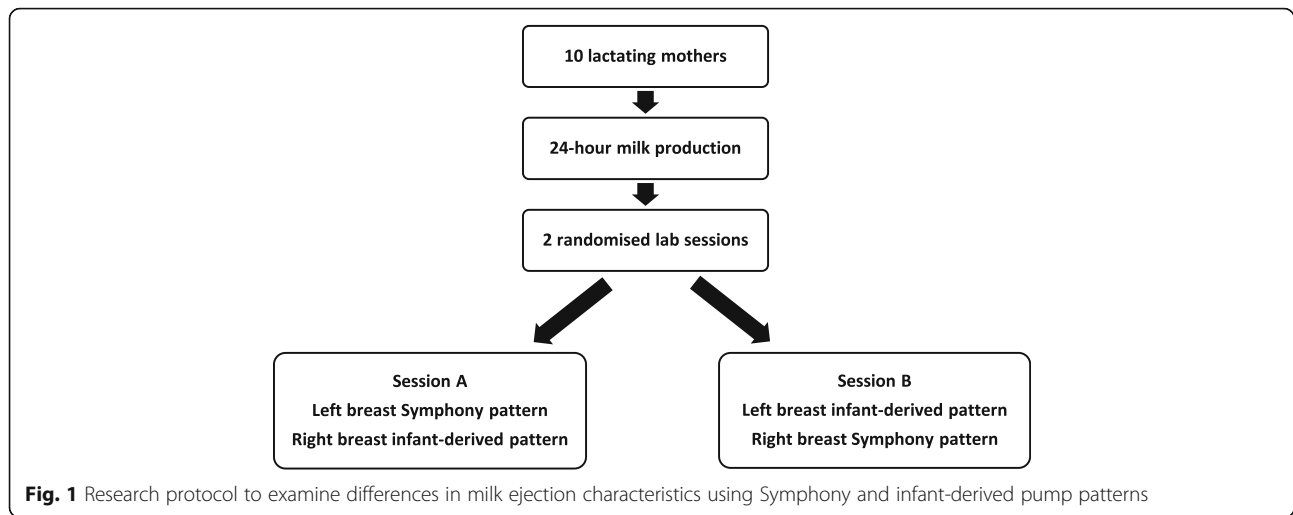 10 lactating mothers
24-hour milk production
2 randomised lab sessions
Session A
Left breast Symphony pattern
Right breast infant-derived pattern
Session B
Left breast infant-derived pattern
Right breast Symphony pattern
Fig. 1 Research protocol to examine differences in milk ejection characteristics using Symphony and infant-derived pump patterns